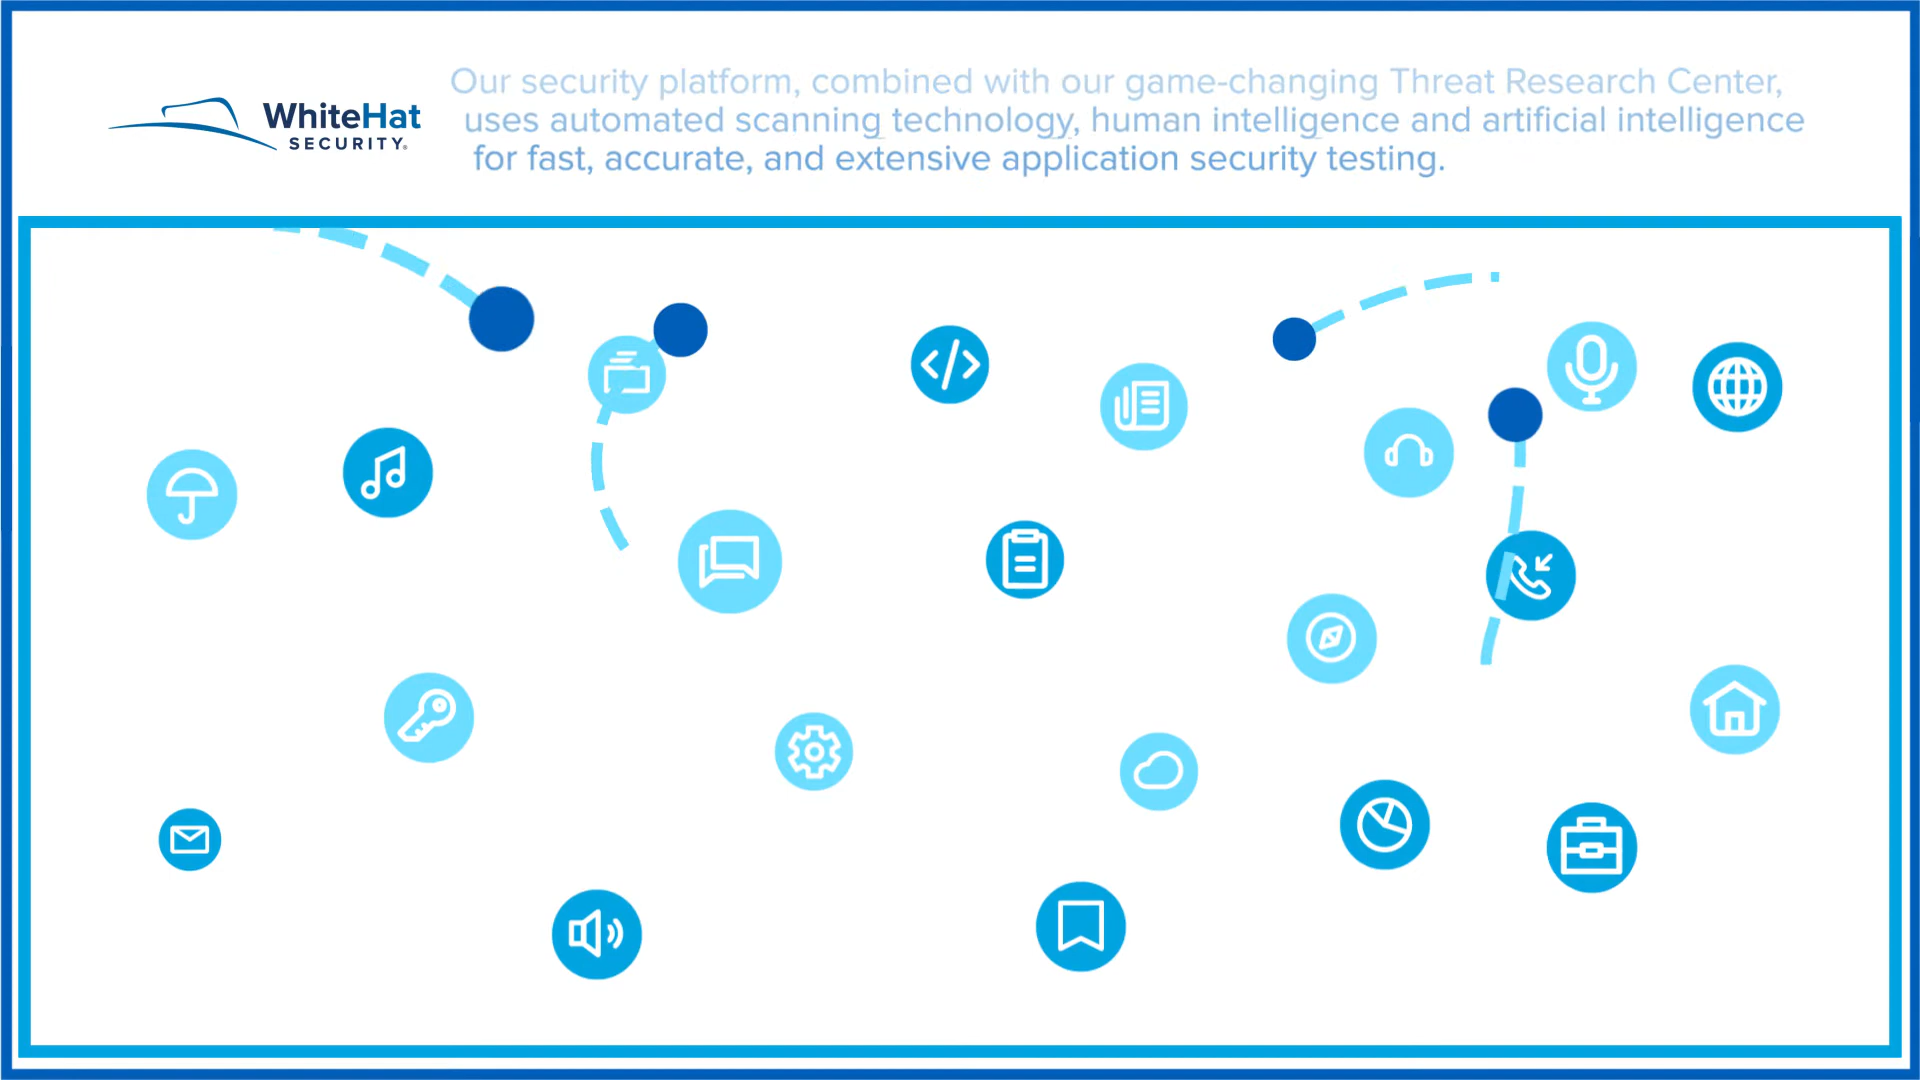 WhiteHat
SECURITY®
Our security platform, combined with our game-changing Threat Research Center,
uses automated scanning technology, human intelligence and artificial intelligence
for fast, accurate, and extensive application security testing.